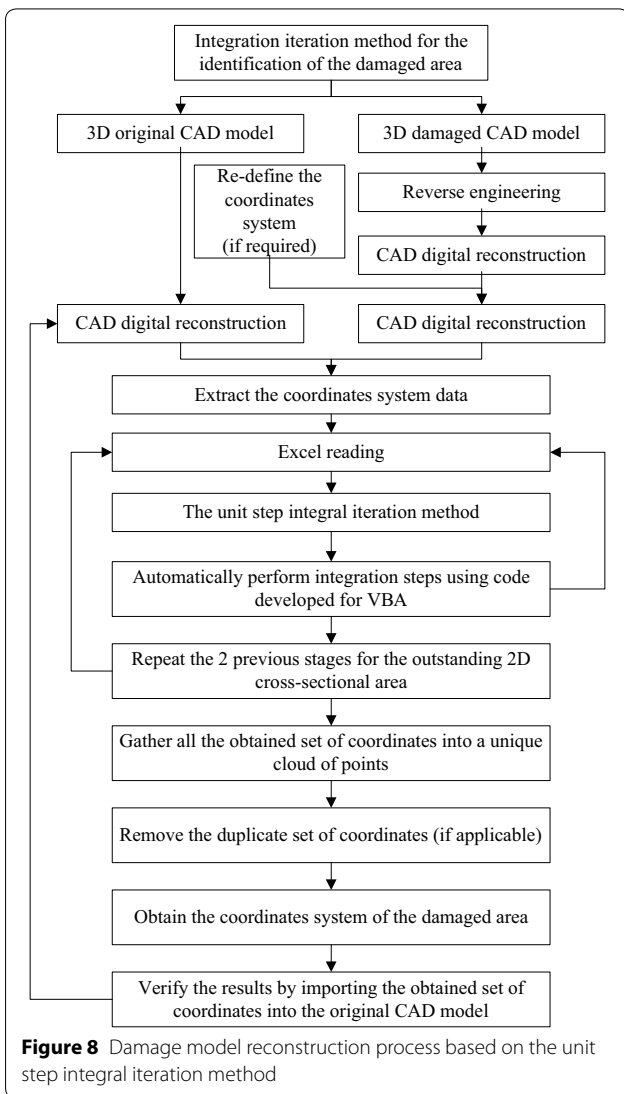 Integration iteration method for the
identification of the damaged area
3D original CAD model
3D damaged CAD model
Re-define the
coordinates
system
(if required)
Reverse engineering
CAD digital reconstruction
CAD digital reconstruction
CAD digital reconstruction
Extract the coordinates system data
Excel reading
The unit step integral iteration method
Automatically perform integration steps using code
developed for VBA
Repeat the 2 previous stages for the outstanding 2D
cross-sectional area
Gather all the obtained set of coordinates into a unique
cloud of points
Remove the duplicate set of coordinates (if applicable)
Obtain the coordinates system of the damaged area
Verify the results by importing the obtained set of
coordinates into the original CAD model
Figure 8 Damage model reconstruction process based on the unit
step integral iteration method